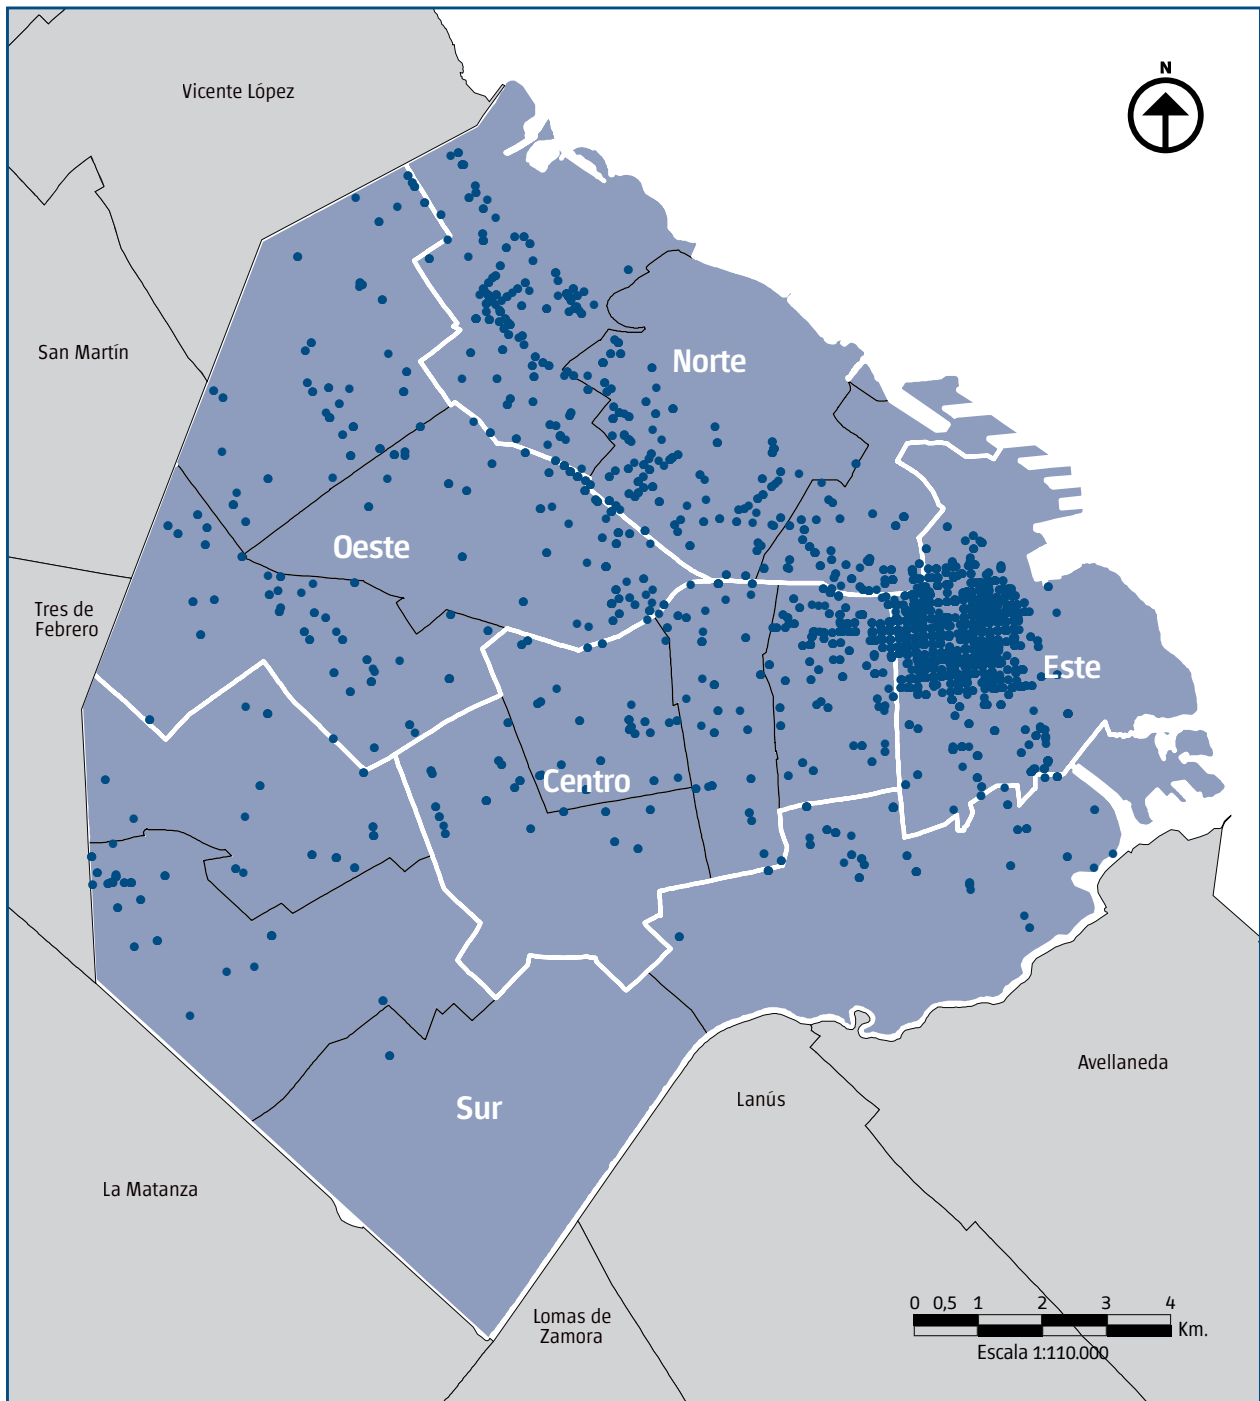 N
Vicente López
San Martín
Norte
Oeste
Tres de
Febrero
Este
Centro
Avellaneda
Lanús
Sur
La Matanza
Lomas de
Zamora
0 0,5 1 2 3 4
Km.
Escala 1:110.000